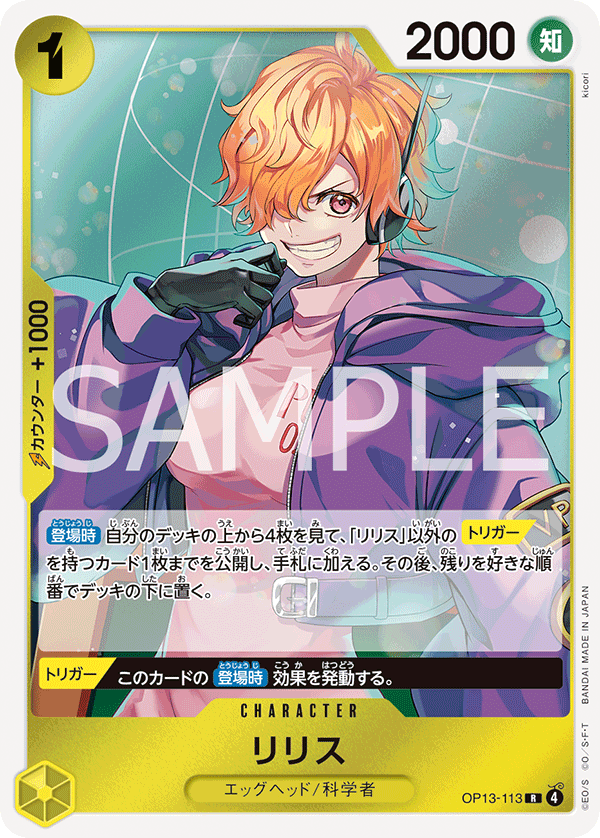 1
2000 知
kicori
カウンター +1000
PO
SAMPLE
登場時 自分のデッキの上から4枚を見て、「リリス」以外の トリガー
を持つカード1枚までを公開し、手札に加える。その後、残りを好きな順
番でデッキの下に置く。
トリガー このカードの 登場時 効果を発動する。
CHARACTER
リリス
エッグヘッド/科学者
OP13-113 R 4
©EO/S ©O/S・F・T BANDAI MADE IN JAPAN